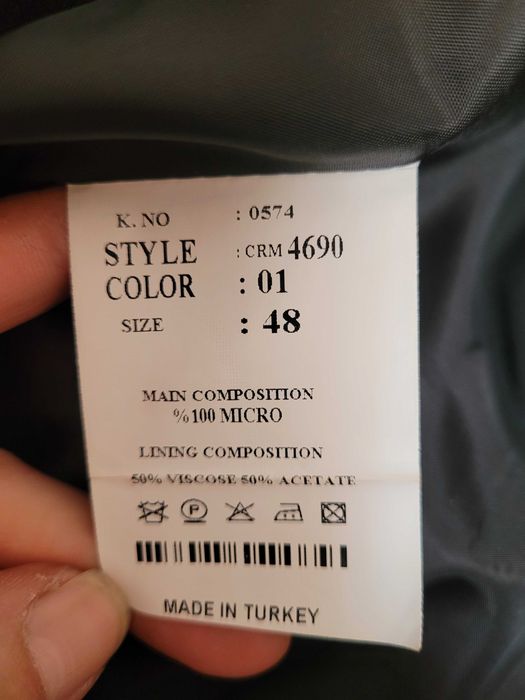 K. NO : 0574
STYLE : CRM 4690
COLOR : 01
SIZE : 48
MAIN COMPOSITION
%100 MICRO
LINING COMPOSITION
50% VISCOSE 50% ACETATE
P
MADE IN TURKEY